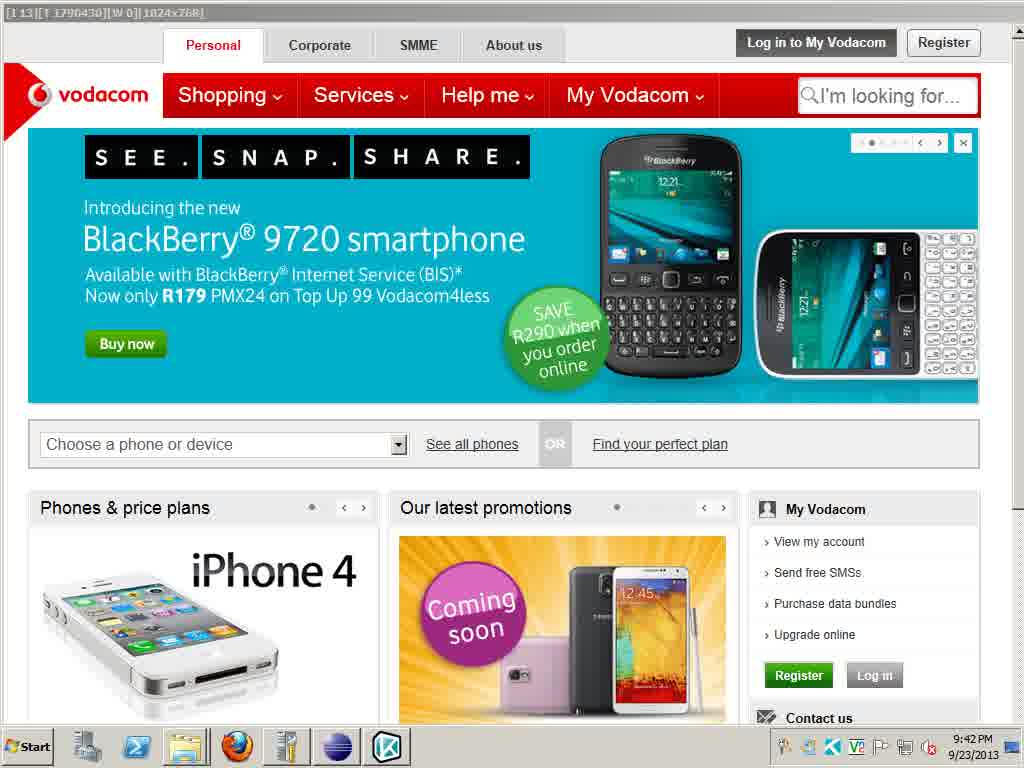 [I 13][T 1790430][W 0][1024x768]
Personal
Corporate
SMME
About us
Log in to My Vodacom
Register
vodacom
Shopping
Services
Help me
My Vodacom
I'm looking for...
SEE. SNAP. SHARE.
Introducing the new
BlackBerry® 9720 smartphone
Available with BlackBerry® Internet Service (BIS)*
Now only R179 PMX24 on Top Up 99 Vodacom4less
Buy now
SAVE
R290 when
you order
online
BlackBerry
12:21
BlackBerry
12:21
Choose a phone or device
See all phones
OR
Find your perfect plan
Phones & price plans
iPhone 4
Our latest promotions
Coming
soon
12:45
My Vodacom
› View my account
› Send free SMSs
› Purchase data bundles
› Upgrade online
Register
Log in
Contact us
Start
9:42 PM
9/23/2013